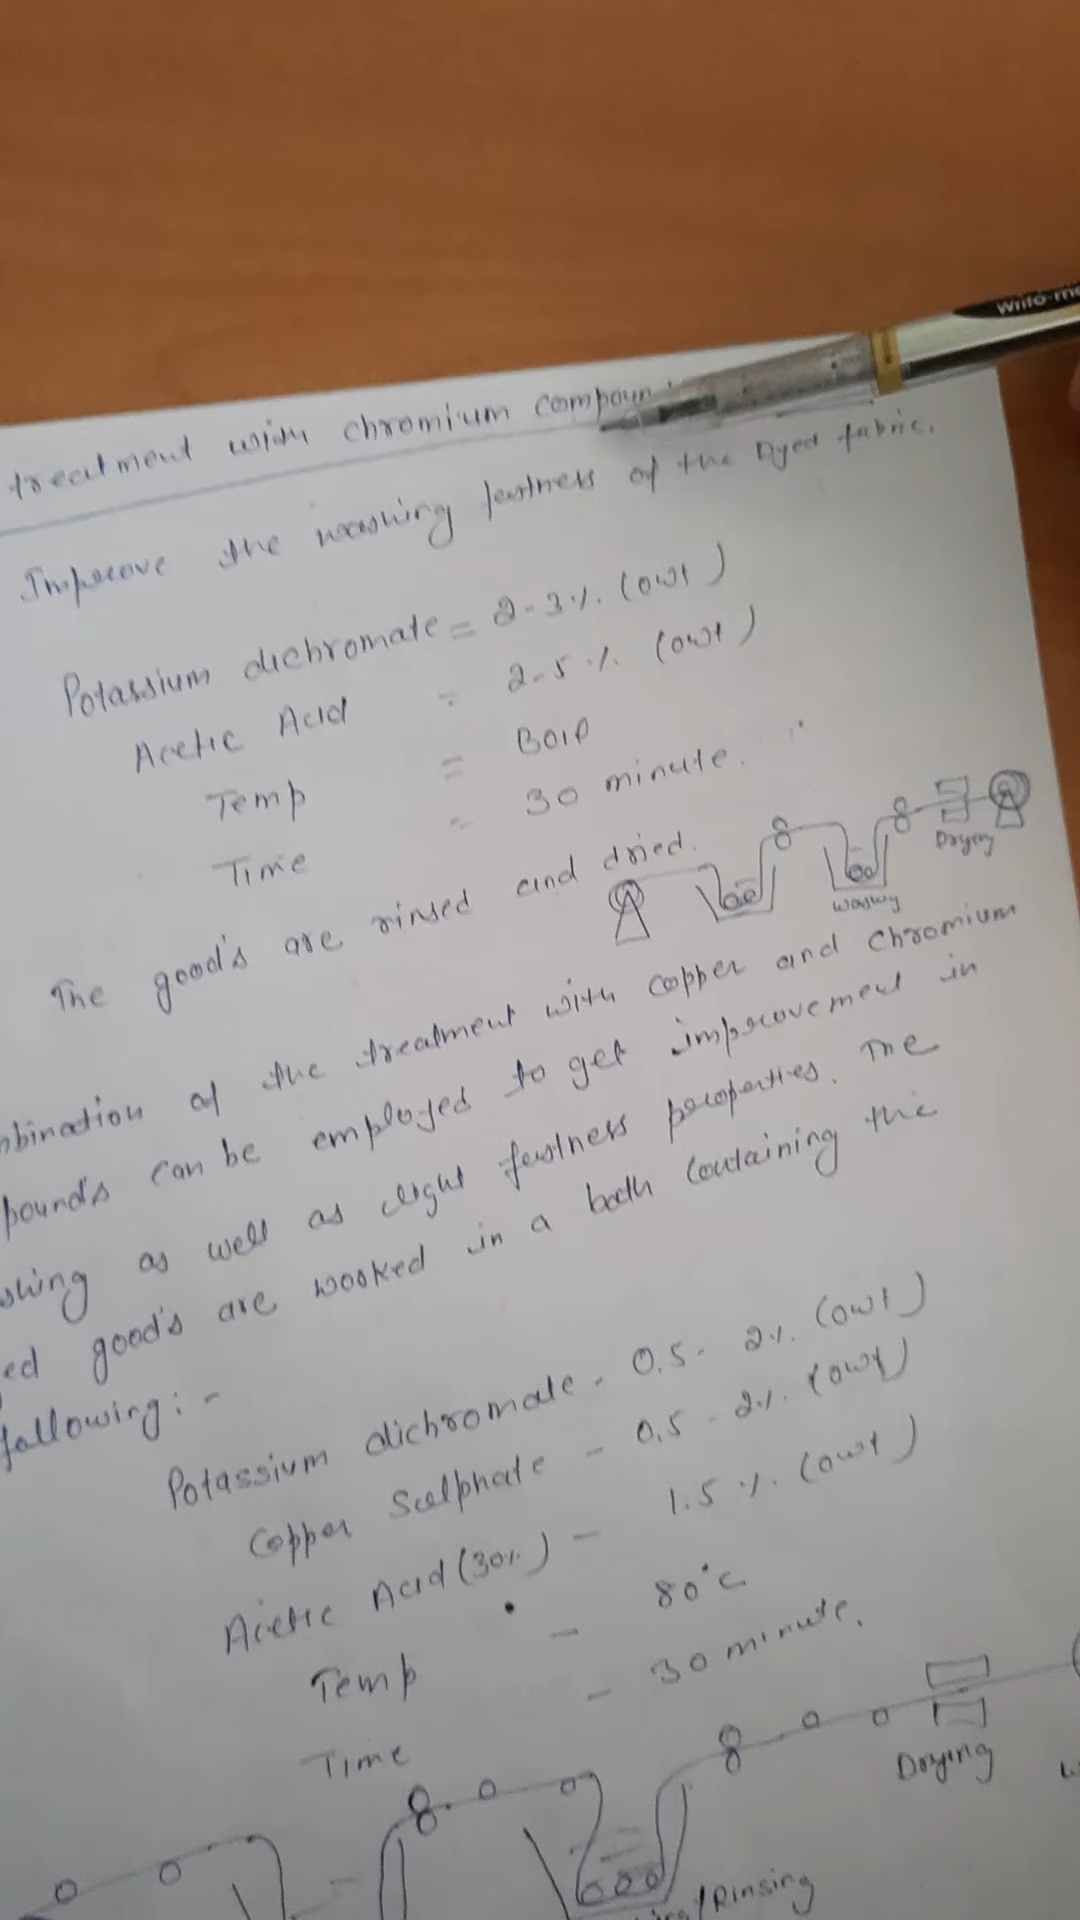 treatment with chromium compoun
Improve the washing fastness of the Dyed fabric.
Potassium dichromate = 2-3 %. (owt)
Acetic Acid = 2-5 %. (owt)
Temp = Boil
Time = 30 minute.
The good's are rinsed and dried.
Drying
washing
mbination of the treatment with copper and chromium
pound's can be employed to get improvement in
shing as well as light fastness properties. The
ed good's are worked in a bath containing the
following:-
Potassium dichromate - 0.5 - 2%. (owt)
Copper Sulphate - 0.5 - 2%. (owt)
Acetic Acid (30%) - 1.5 %. (owt)
Temp - 80°C
Time - 30 minute.
Drying
/Rinsing